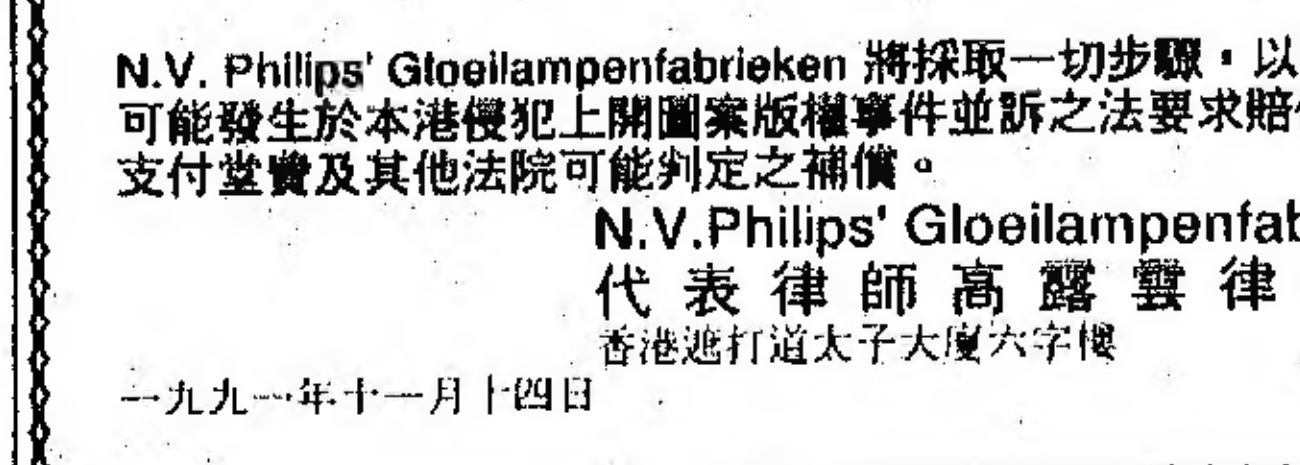 N.V. Philips' Gloeilampenfabrieken 將採取一切步驟,以
可能發生於本港侵犯上開圖案版權事件並訴之法要求賠
支付堂費及其他法院可能判定之補償。
N.V.Philips' Gloeilampenfab
代表律師高露雲律
香港遮打道太子大廈六字樓
一九九一年十一月十四日